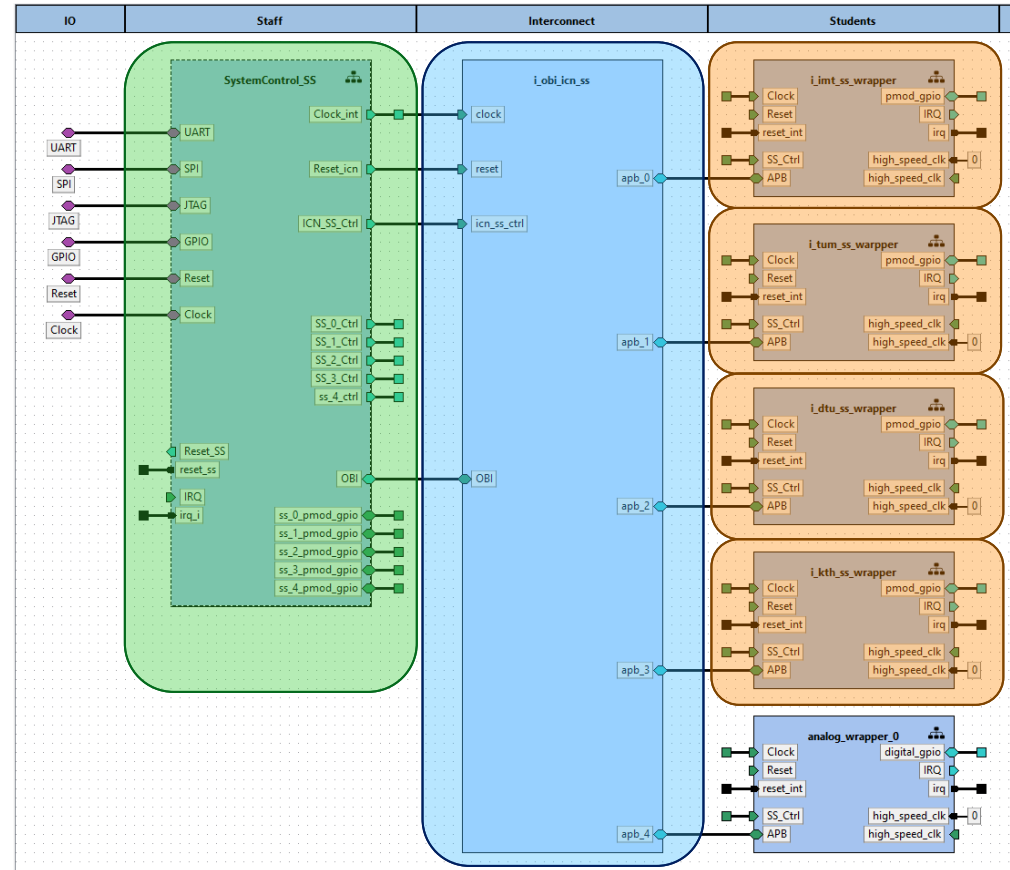 IO
Staff
Interconnect
Students
UART
SPI
JTAG
GPIO
Reset
Clock
SystemControl_SS
UART
SPI
JTAG
GPIO
Reset
Clock
Reset_SS
reset_ss
IRQ
irq_i
Clock_int
Reset_icn
ICN_SS_Ctrl
SS_0_Ctrl
SS_1_Ctrl
SS_2_Ctrl
SS_3_Ctrl
ss_4_ctrl
OBI
ss_0_pmod_gpio
ss_1_pmod_gpio
ss_2_pmod_gpio
ss_3_pmod_gpio
ss_4_pmod_gpio
i_obi_icn_ss
clock
reset
icn_ss_ctrl
OBI
apb_0
apb_1
apb_2
apb_3
apb_4
i_imt_ss_wrapper
Clock pmod_gpio
Reset IRQ
reset_int irq
SS_Ctrl high_speed_clk 0
APB high_speed_clk
i_tum_ss_warpper
Clock pmod_gpio
Reset IRQ
reset_int irq
SS_Ctrl high_speed_clk
APB high_speed_clk 0
i_dtu_ss_wrapper
Clock pmod_gpio
Reset IRQ
reset_int irq
SS_Ctrl high_speed_clk
APB high_speed_clk 0
i_kth_ss_wrapper
Clock pmod_gpio
Reset IRQ
reset_int irq
SS_Ctrl high_speed_clk
APB high_speed_clk 0
analog_wrapper_0
Clock digital_gpio
Reset IRQ
reset_int irq
SS_Ctrl high_speed_clk 0
APB high_speed_clk